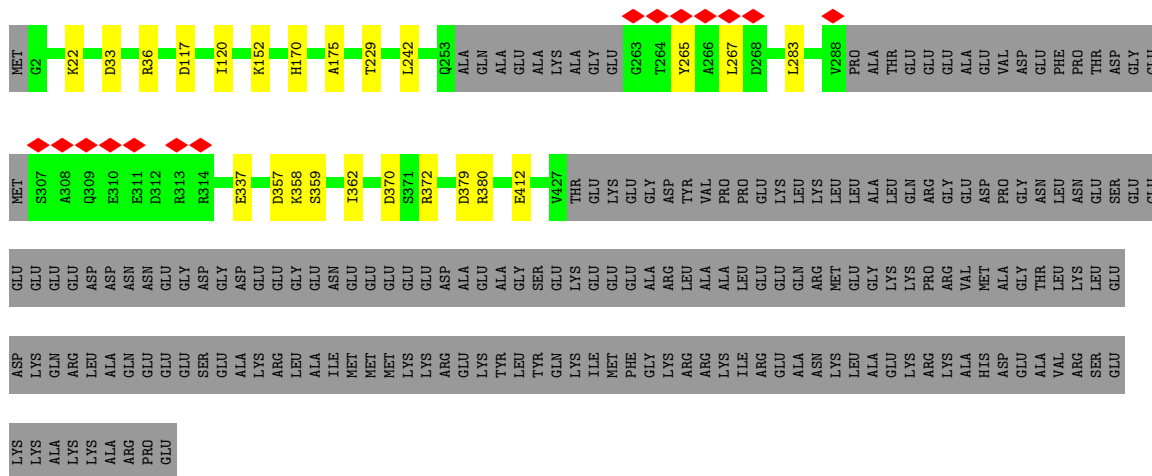 MET G2 K22 D33 R36 D117 I120 K152 H170 A175 T229 L242 Q253 ALA GLN ALA GLU ALA LYS ALA GLY GLU G263 T264 Y265 A266 L267 D268 L283 V288 PRO ALA THR GLU GLU GLU ALA GLU VAL ASP GLU PHE PRO THR ASP GLY GLU
MET S307 A308 Q309 E310 E311 D312 R313 R314 E337 D357 K358 S359 I362 D370 S371 R372 D379 R380 E412 V427 THR GLU LYS GLU GLY ASP TYR VAL PRO PRO GLU LYS LEU LYS LEU LEU ALA LEU GLN ARG GLY GLU ASP PRO GLY ASN LEU ASN GLU SER GLU GLU
GLU GLU GLU GLU ASP ASP ASN ASN GLU GLY ASP GLY ASP GLU GLU GLY GLU ASN GLU GLU GLU GLU ASP ALA GLU ALA GLY SER GLU LYS GLU GLU GLU ALA ARG LEU ALA ALA LEU GLU GLU GLN ARG MET GLU GLY LYS LYS PRO ARG VAL MET ALA GLY THR LEU LYS LEU GLU
ASP LYS GLN ARG LEU ALA GLN GLU GLU SER GLU ALA LYS ARG LEU ALA ILE MET MET MET LYS LYS ARG GLU LYS TYR LEU TYR GLN LYS ILE MET PHE GLY LYS ARG ARG LYS ILE ARG GLU ALA ASN LYS LEU ALA GLU LYS ARG LYS ALA HIS ASP GLU ALA VAL ARG SER GLU
LYS LYS ALA LYS LYS ALA ARG PRO GLU